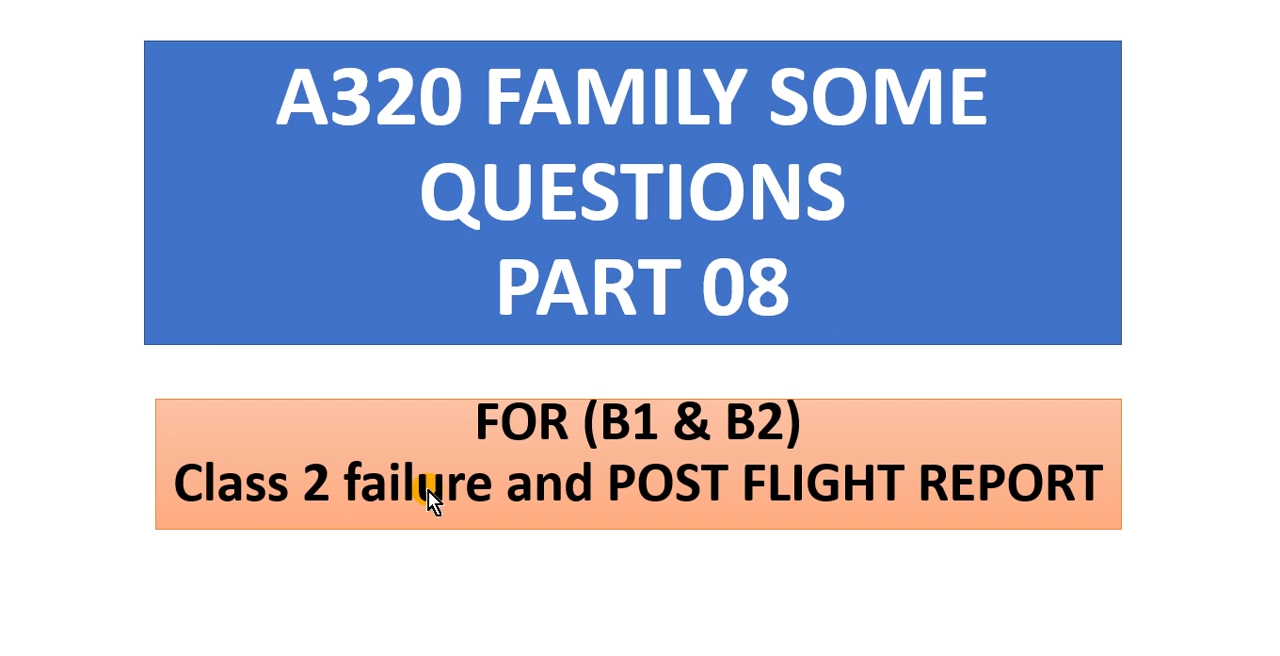 A320 FAMILY SOME
QUESTIONS
PART 08
FOR (B1 & B2)
Class 2 failure and POST FLIGHT REPORT